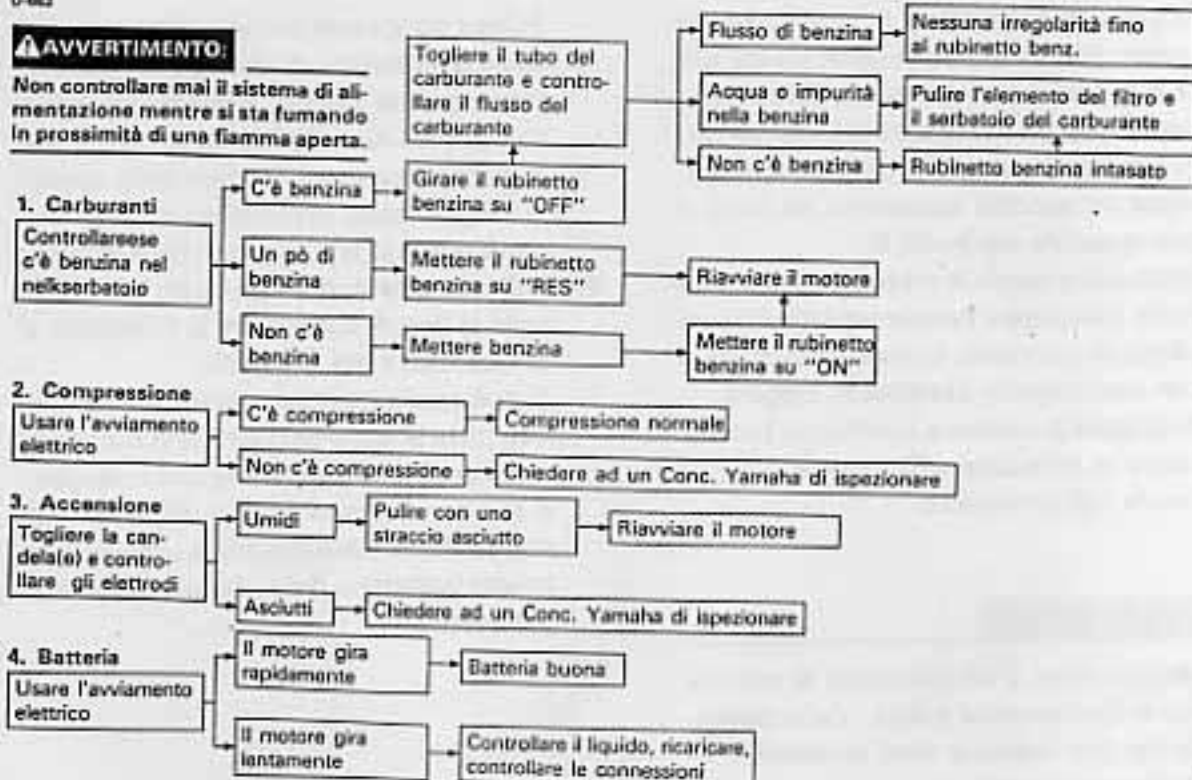 AVVERTIMENTO:
Non controllare mai il sistema di ali-
mentazione mentre si sta fumando
in prossimità di una fiamma aperta.
1. Carburanti
Controllareese
c'è benzina nel
nelkserbatoio
C'è benzina
Girare il rubinetto
benzina su "OFF"
Togliere il tubo del
carburante e contro-
llare il flusso del
carburante
Flusso di benzina
Nessuna irregolarità fino
al rubinetto benz.
Acqua o impurità
nella benzina
Pulire l'elemento del filtro e
il serbatoio del carburante
Non c'è benzina
Rubinetto benzina intasato
Un pò di
benzina
Mettere il rubinetto
benzina su "RES"
Riavviare il motore
Non c'è
benzina
Mettere benzina
Mettere il rubinetto
benzina su "ON"
2. Compressione
Usare l'avviamento
elettrico
C'è compressione
Compressione normale
Non c'è compressione
Chiedere ad un Conc. Yamaha di ispezionare
3. Accensione
Togliere la can-
dela(e) e contro-
llare gli elettrodi
Umidi
Pulire con uno
straccio asciutto
Riavviare il motore
Asciutti
Chiedere ad un Conc. Yamaha di ispezionare
4. Batteria
Usare l'avviamento
elettrico
Il motore gira
rapidamente
Batteria buona
Il motore gira
lentamente
Controllare il liquido, ricaricare,
controllare le connessioni